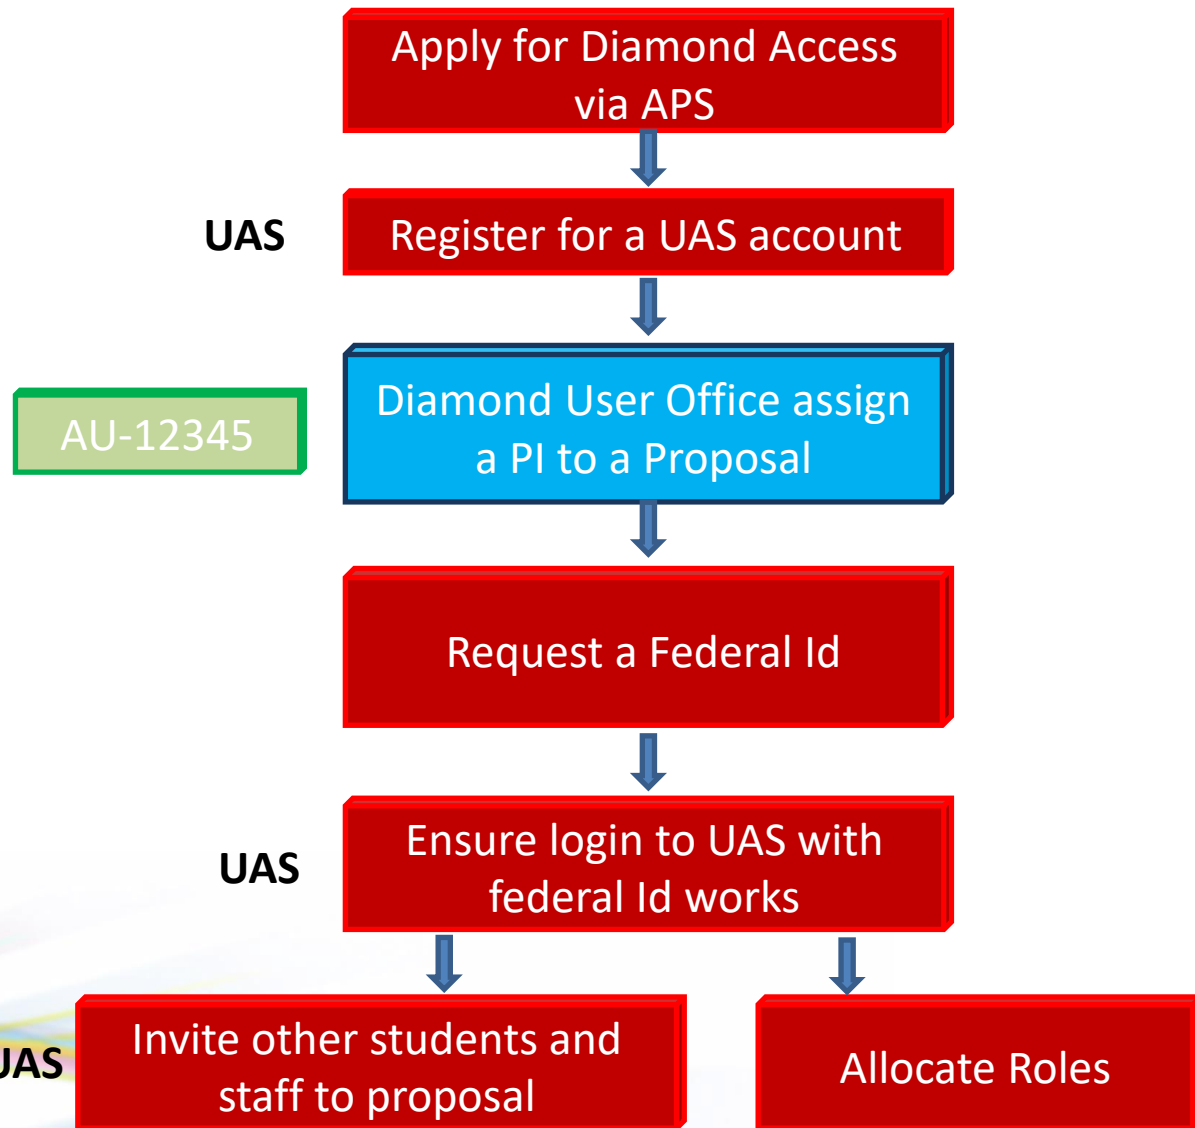 Apply for Diamond Access
via APS
UAS
Register for a UAS account
AU-12345
Diamond User Office assign
a PI to a Proposal
Request a Federal Id
UAS
Ensure login to UAS with
federal Id works
UAS
Invite other students and
staff to proposal
Allocate Roles